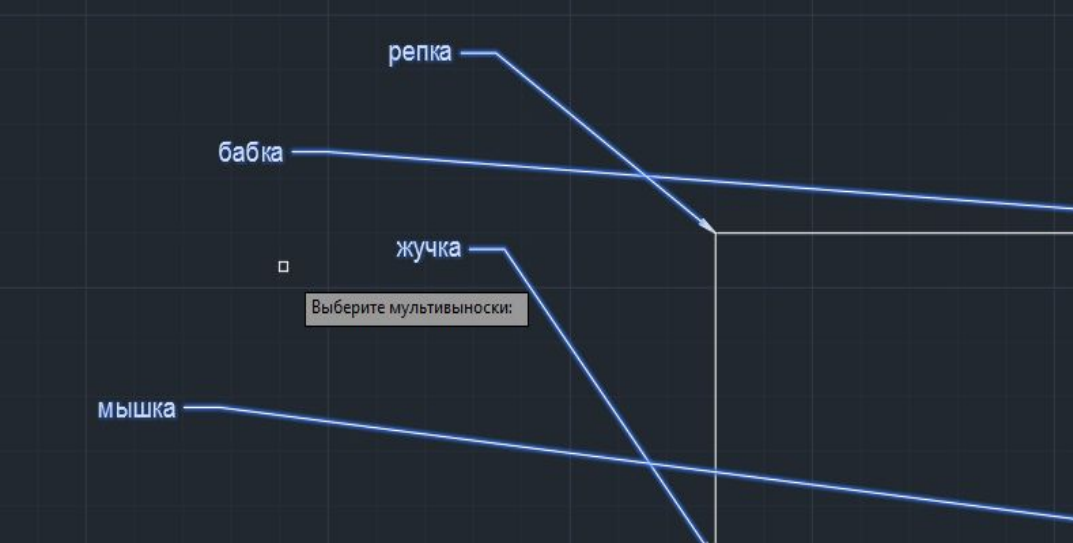 репка
бабка
жучка
Выберите мультивыноски:
мышка